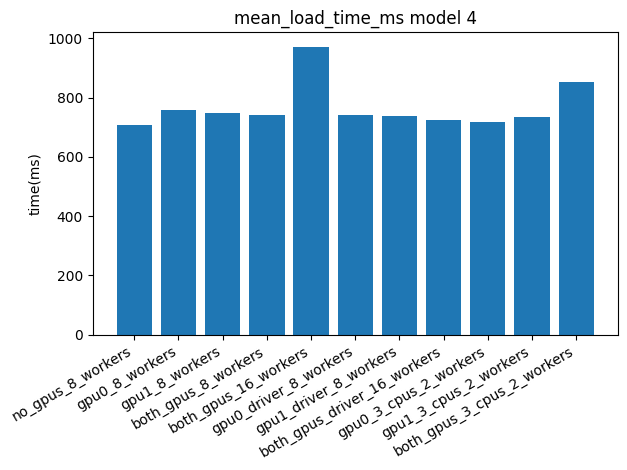 mean_load_time_ms model 4
time(ms)
1000
800
600
400
200
0
no_gpus_8_workers
gpu0_8_workers
gpu1_8_workers
both_gpus_8_workers
both_gpus_16_workers
gpu0_driver_8_workers
gpu1_driver_8_workers
both_gpus_driver_16_workers
gpu0_3_cpus_2_workers
gpu1_3_cpus_2_workers
both_gpus_3_cpus_2_workers